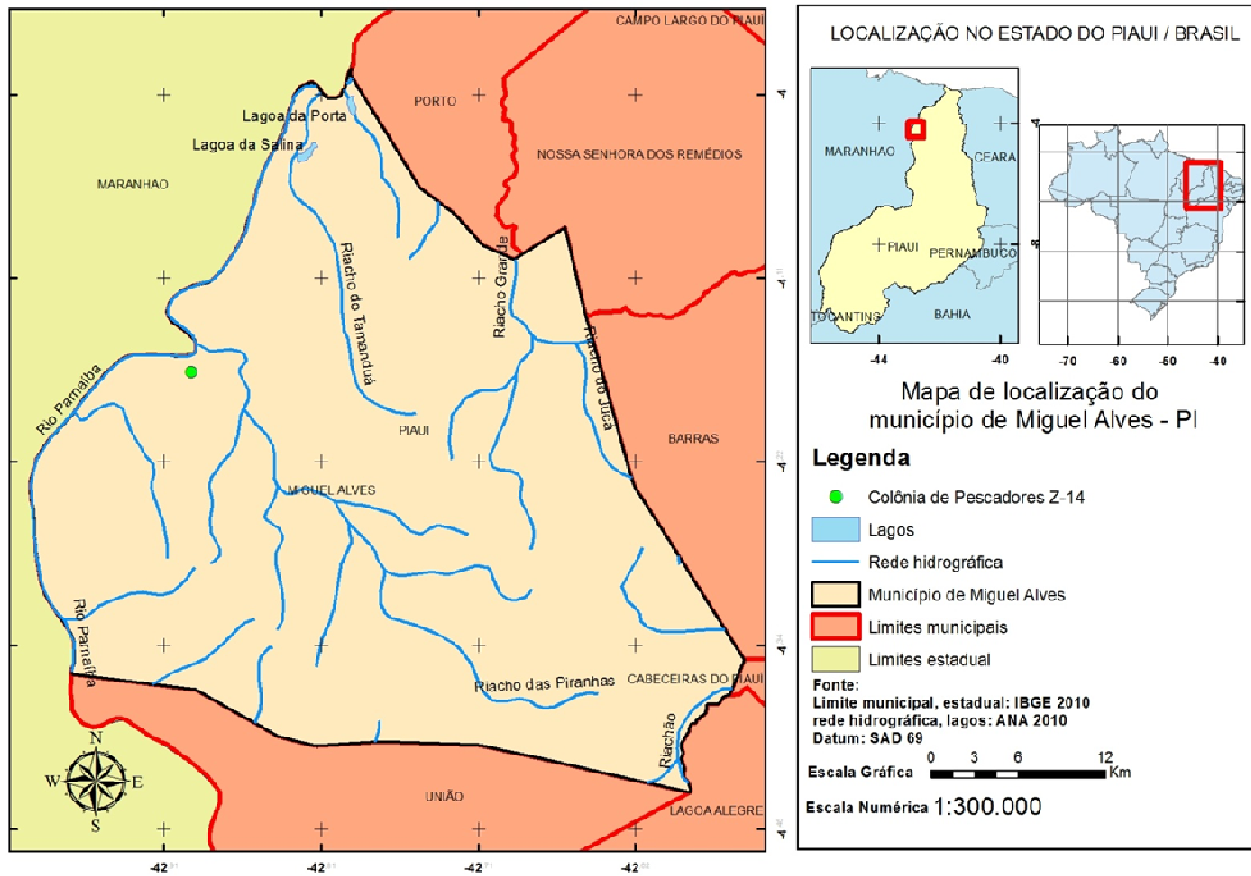 CAMPO LARGO DO PIAUI
PORTO
Lagoa da Porta
Lagoa da Salina
NOSSA SENHORA DOS REMÉDIOS
MARANHAO
Riacho do Tamanduá
Riacho Grande
Riacho do Juca
Rio Parnaíba
PIAUI
BARRAS
MIGUEL ALVES
Rio Parnaíba
Riacho das Piranhas
CABECEIRAS DO PIAUI
Riachão
N
W
E
S
UNIÃO
LAGOA ALEGRE
LOCALIZAÇÃO NO ESTADO DO PIAUI / BRASIL
-44
MARANHAO
CEARA
PIAUI
-44
PERNAMBUCO
TOCANTINS
BAHIA
-44
-40
-70
-60
-50
-40
Mapa de localização do
município de Miguel Alves - PI
Legenda
Colônia de Pescadores Z-14
Lagos
Rede hidrográfica
Município de Miguel Alves
Limites municipais
Limites estadual
Fonte:
Limite municipal, estadual: IBGE 2010
rede hidrográfica, lagos: ANA 2010
Datum: SAD 69
Escala Gráfica 0 3 6 12 Km
Escala Numérica 1:300.000